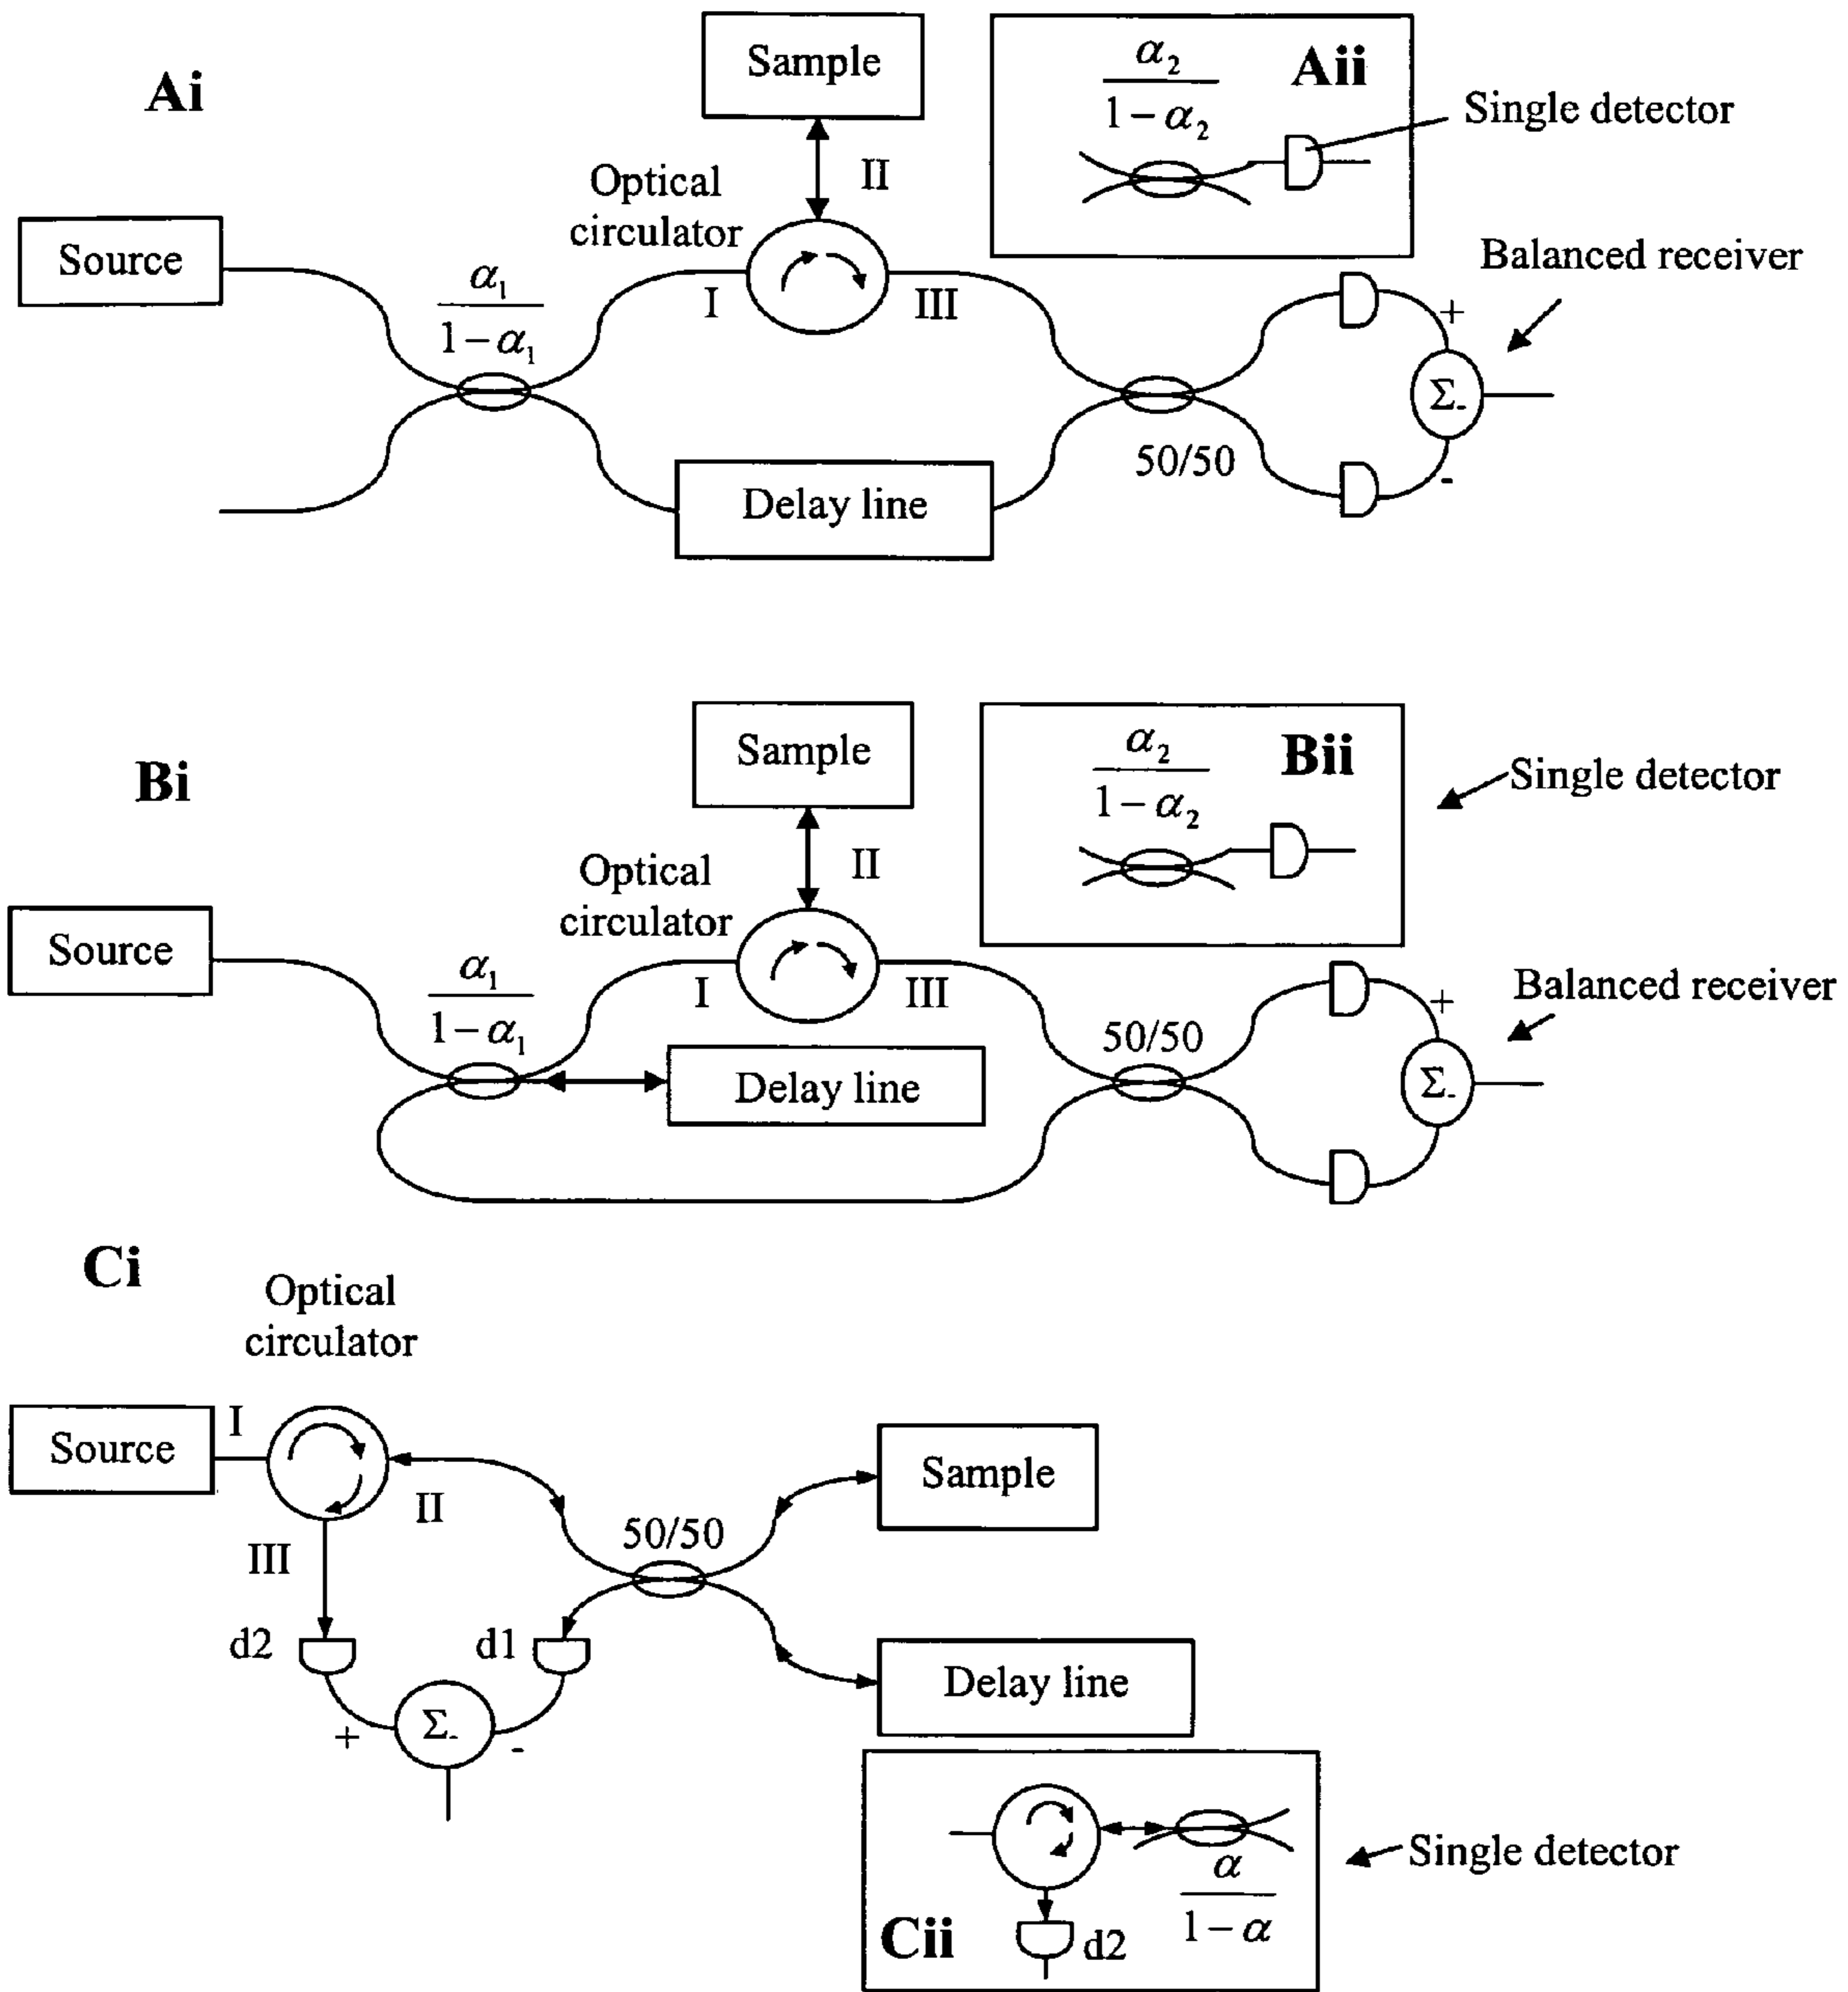 Ai
Sample
α₂
1 − α₂
Aii
Single detector
II
Optical
circulator
Source
α₁
1 − α₁
I
III
Balanced receiver
+
Σ-
50/50
-
Delay line
Bi
Sample
α₂
1 − α₂
Bii
Single detector
II
Optical
circulator
Source
α₁
1 − α₁
I
III
50/50
Balanced receiver
+
Σ-
Delay line
Ci
Optical
circulator
Source
I
II
III
50/50
Sample
d2
d1
Σ-
+
-
Delay line
Cii
d2
α
1 − α
Single detector